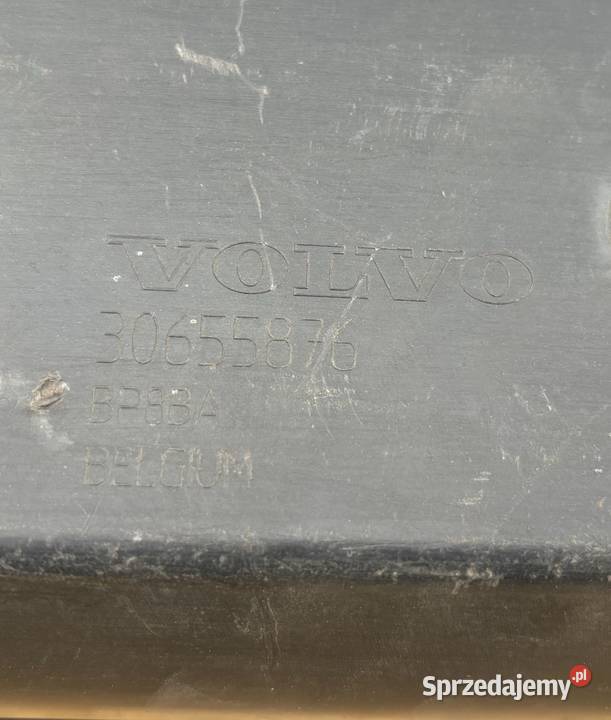 VOLVO
30655876
BP8BA
BELGIUM
Sprzedajemy.pl